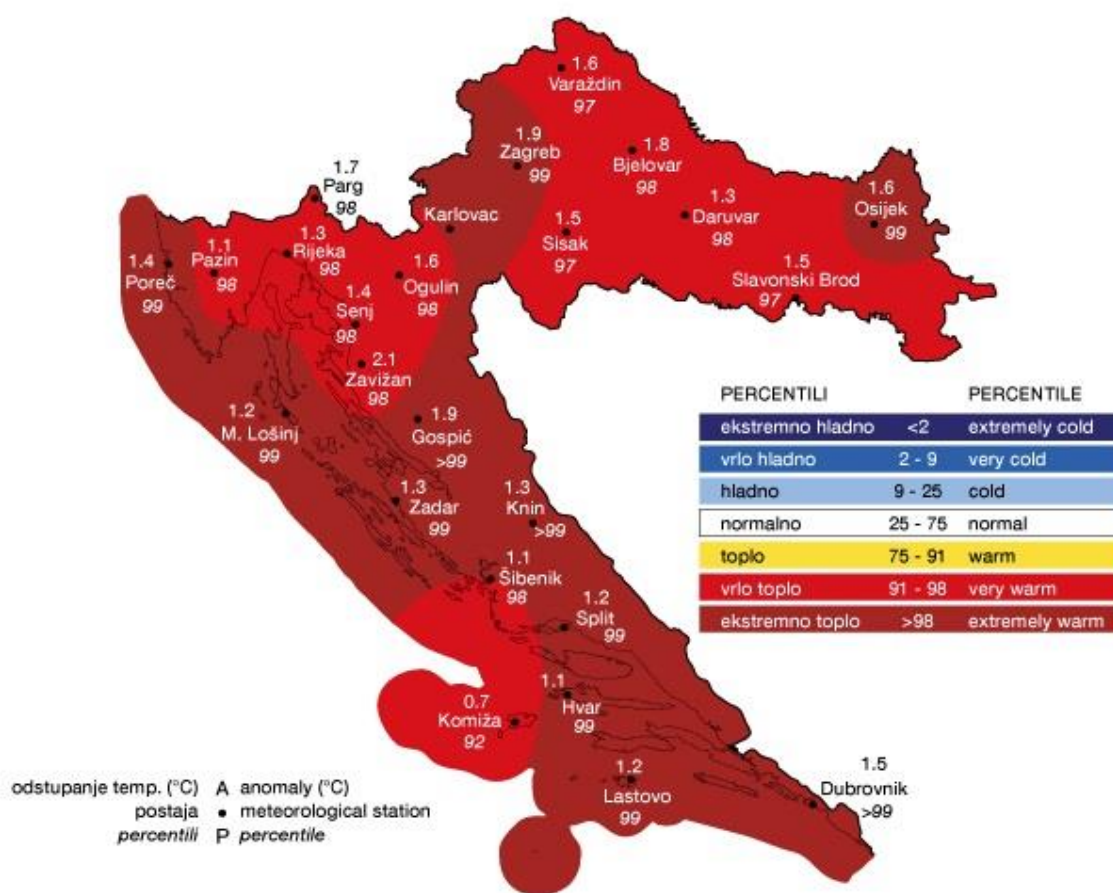 1.6
Varaždin
97
1.9
Zagreb
99
1.8
Bjelovar
98
1.7
Parg
98
1.3
Daruvar
98
1.6
Osijek
99
Karlovac
1.5
Sisak
97
1.4
Poreč
99
1.1
Pazin
98
1.3
Rijeka
98
1.6
Ogulin
98
1.5
Slavonski Brod
97
1.4
Senj
98
2.1
Zavižan
98
1.2
M. Lošinj
99
1.9
Gospić
>99
1.3
Zadar
99
1.3
Knin
>99
1.1
Šibenik
98
1.2
Split
99
1.1
Hvar
99
0.7
Komiža
92
1.2
Lastovo
99
1.5
Dubrovnik
>99
PERCENTILI PERCENTILE
ekstremno hladno <2 extremely cold
vrlo hladno 2 - 9 very cold
hladno 9 - 25 cold
normalno 25 - 75 normal
toplo 75 - 91 warm
vrlo toplo 91 - 98 very warm
ekstremno toplo >98 extremely warm
odstupanje temp. (°C) A anomaly (°C)
postaja • meteorological station
percentili P percentile